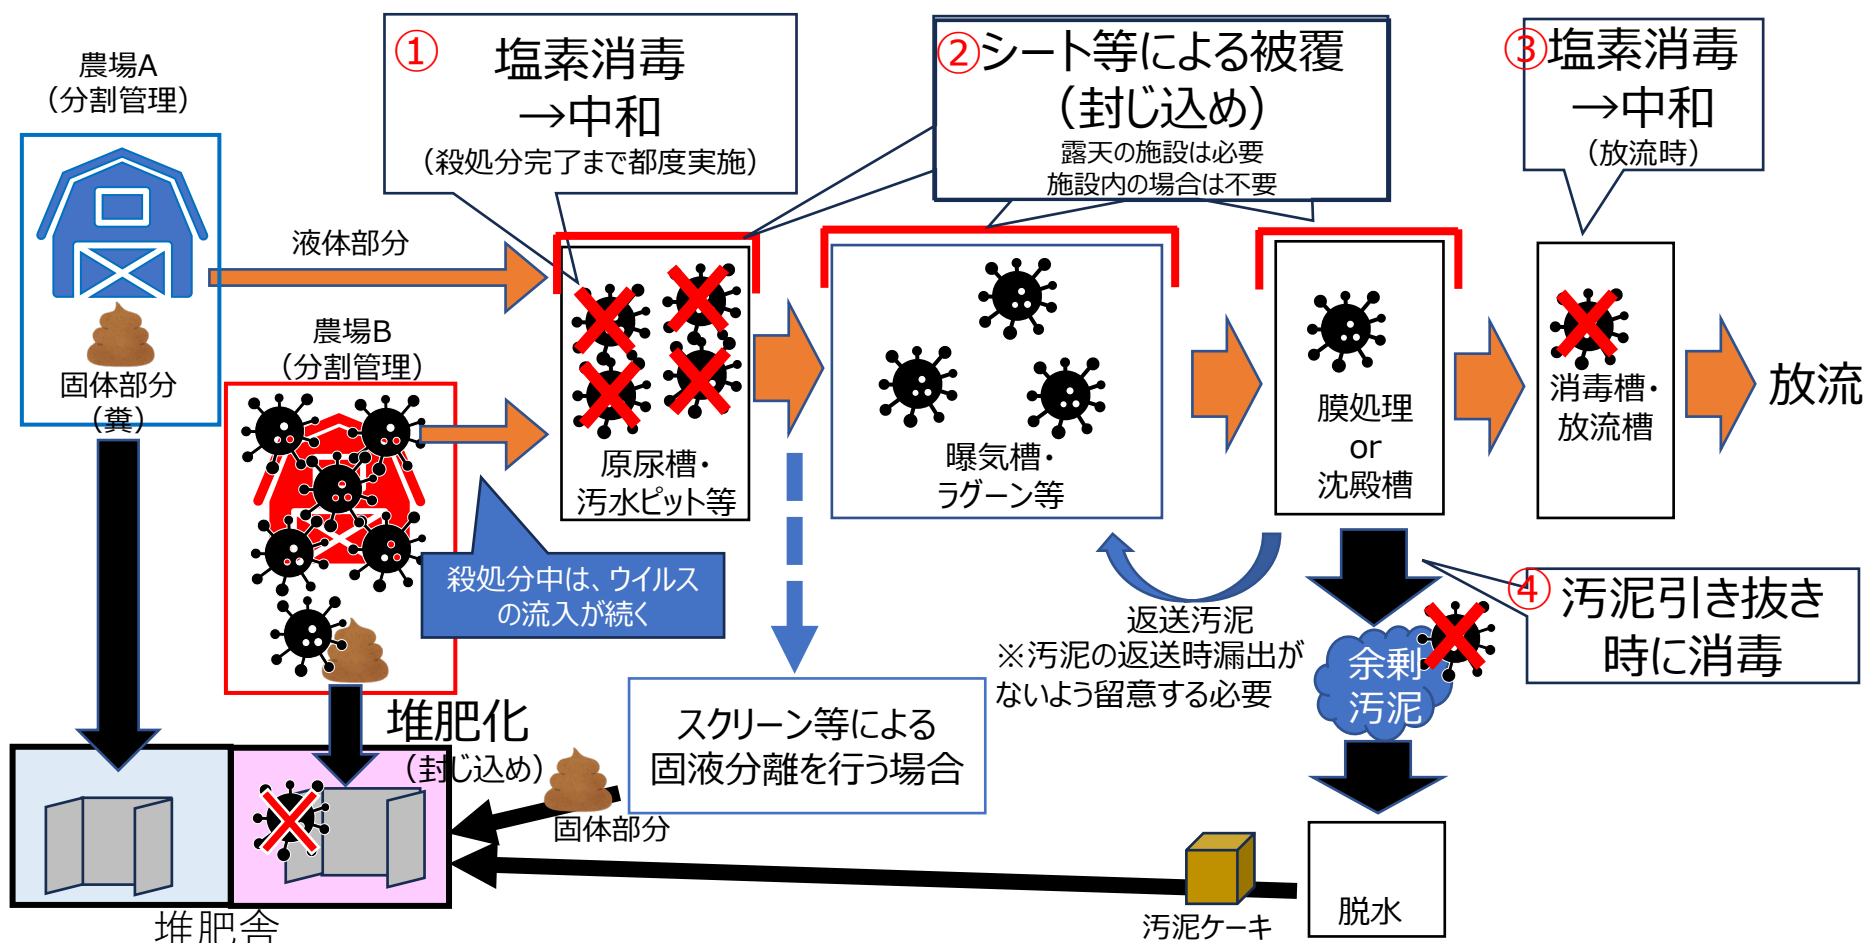 農場A
（分割管理）
固体部分
（糞）
液体部分
農場B
（分割管理）
①
塩素消毒
→中和
（殺処分完了まで都度実施）
②シート等による被覆
（封じ込め）
露天の施設は必要
施設内の場合は不要
③塩素消毒
→中和
（放流時）
原尿槽・
汚水ピット等
曝気槽・
ラグーン等
膜処理
or
沈殿槽
消毒槽・
放流槽
放流
殺処分中は、ウイルス
の流入が続く
返送汚泥
※汚泥の返送時漏出が
ないよう留意する必要
④汚泥引き抜き
時に消毒
余剰
汚泥
堆肥化
（封じ込め）
スクリーン等による
固液分離を行う場合
固体部分
汚泥ケーキ
脱水
堆肥舎